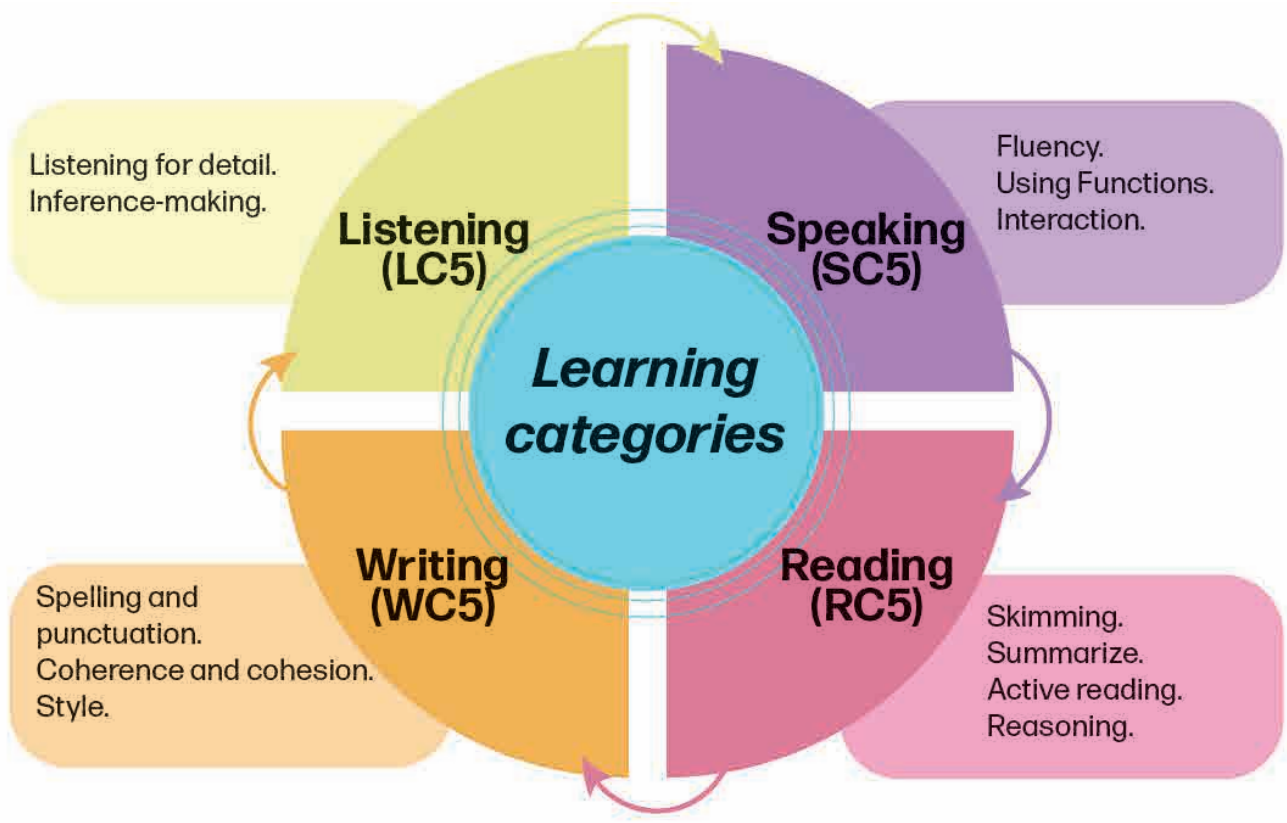 Listening for detail.
Inference-making.
Listening
(LC5)
Speaking
(SC5)
Fluency.
Using Functions.
Interaction.
Learning
categories
Spelling and
punctuation.
Coherence and cohesion.
Style.
Writing
(WC5)
Reading
(RC5)
Skimming.
Summarize.
Active reading.
Reasoning.